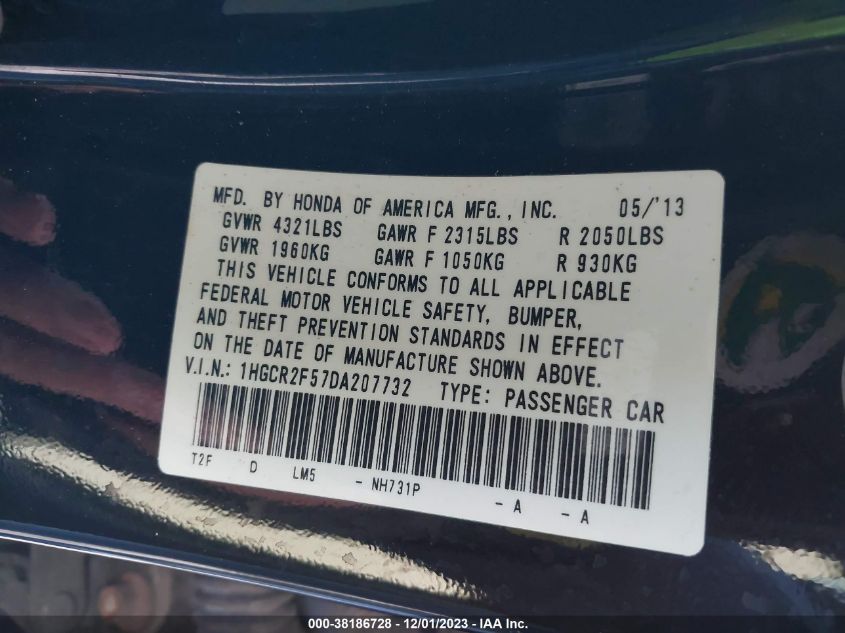 MFD. BY HONDA OF AMERICA MFG., INC. 05/'13
GVWR 4321LBS GAWR F 2315LBS R 2050LBS
GVWR 1960KG GAWR F 1050KG R 930KG
THIS VEHICLE CONFORMS TO ALL APPLICABLE
FEDERAL MOTOR VEHICLE SAFETY, BUMPER,
AND THEFT PREVENTION STANDARDS IN EFFECT
ON THE DATE OF MANUFACTURE SHOWN ABOVE.
V.I.N.: 1HGCR2F57DA207732 TYPE: PASSENGER CAR
T2F D LM5 - NH731P - A - A
000-38186728 - 12/01/2023 - IAA Inc.